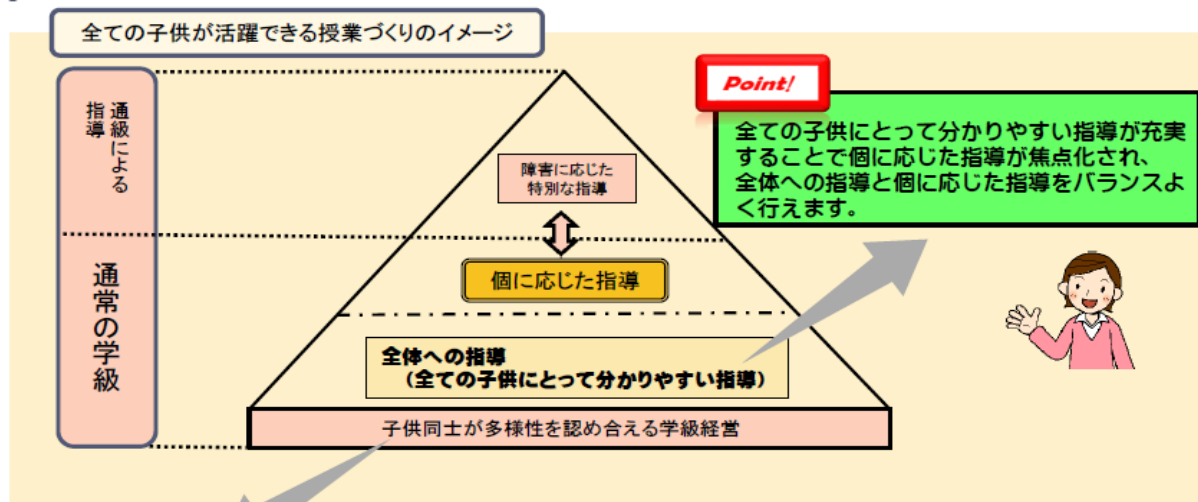 全ての子供が活躍できる授業づくりのイメージ
通級による
指導
通常の学級
障害に応じた
特別な指導
個に応じた指導
全体への指導
(全ての子供にとって分かりやすい指導)
子供同士が多様性を認め合える学級経営
Point!
全ての子供にとって分かりやすい指導が充実
することで個に応じた指導が焦点化され、
全体への指導と個に応じた指導をバランスよ
く行えます。